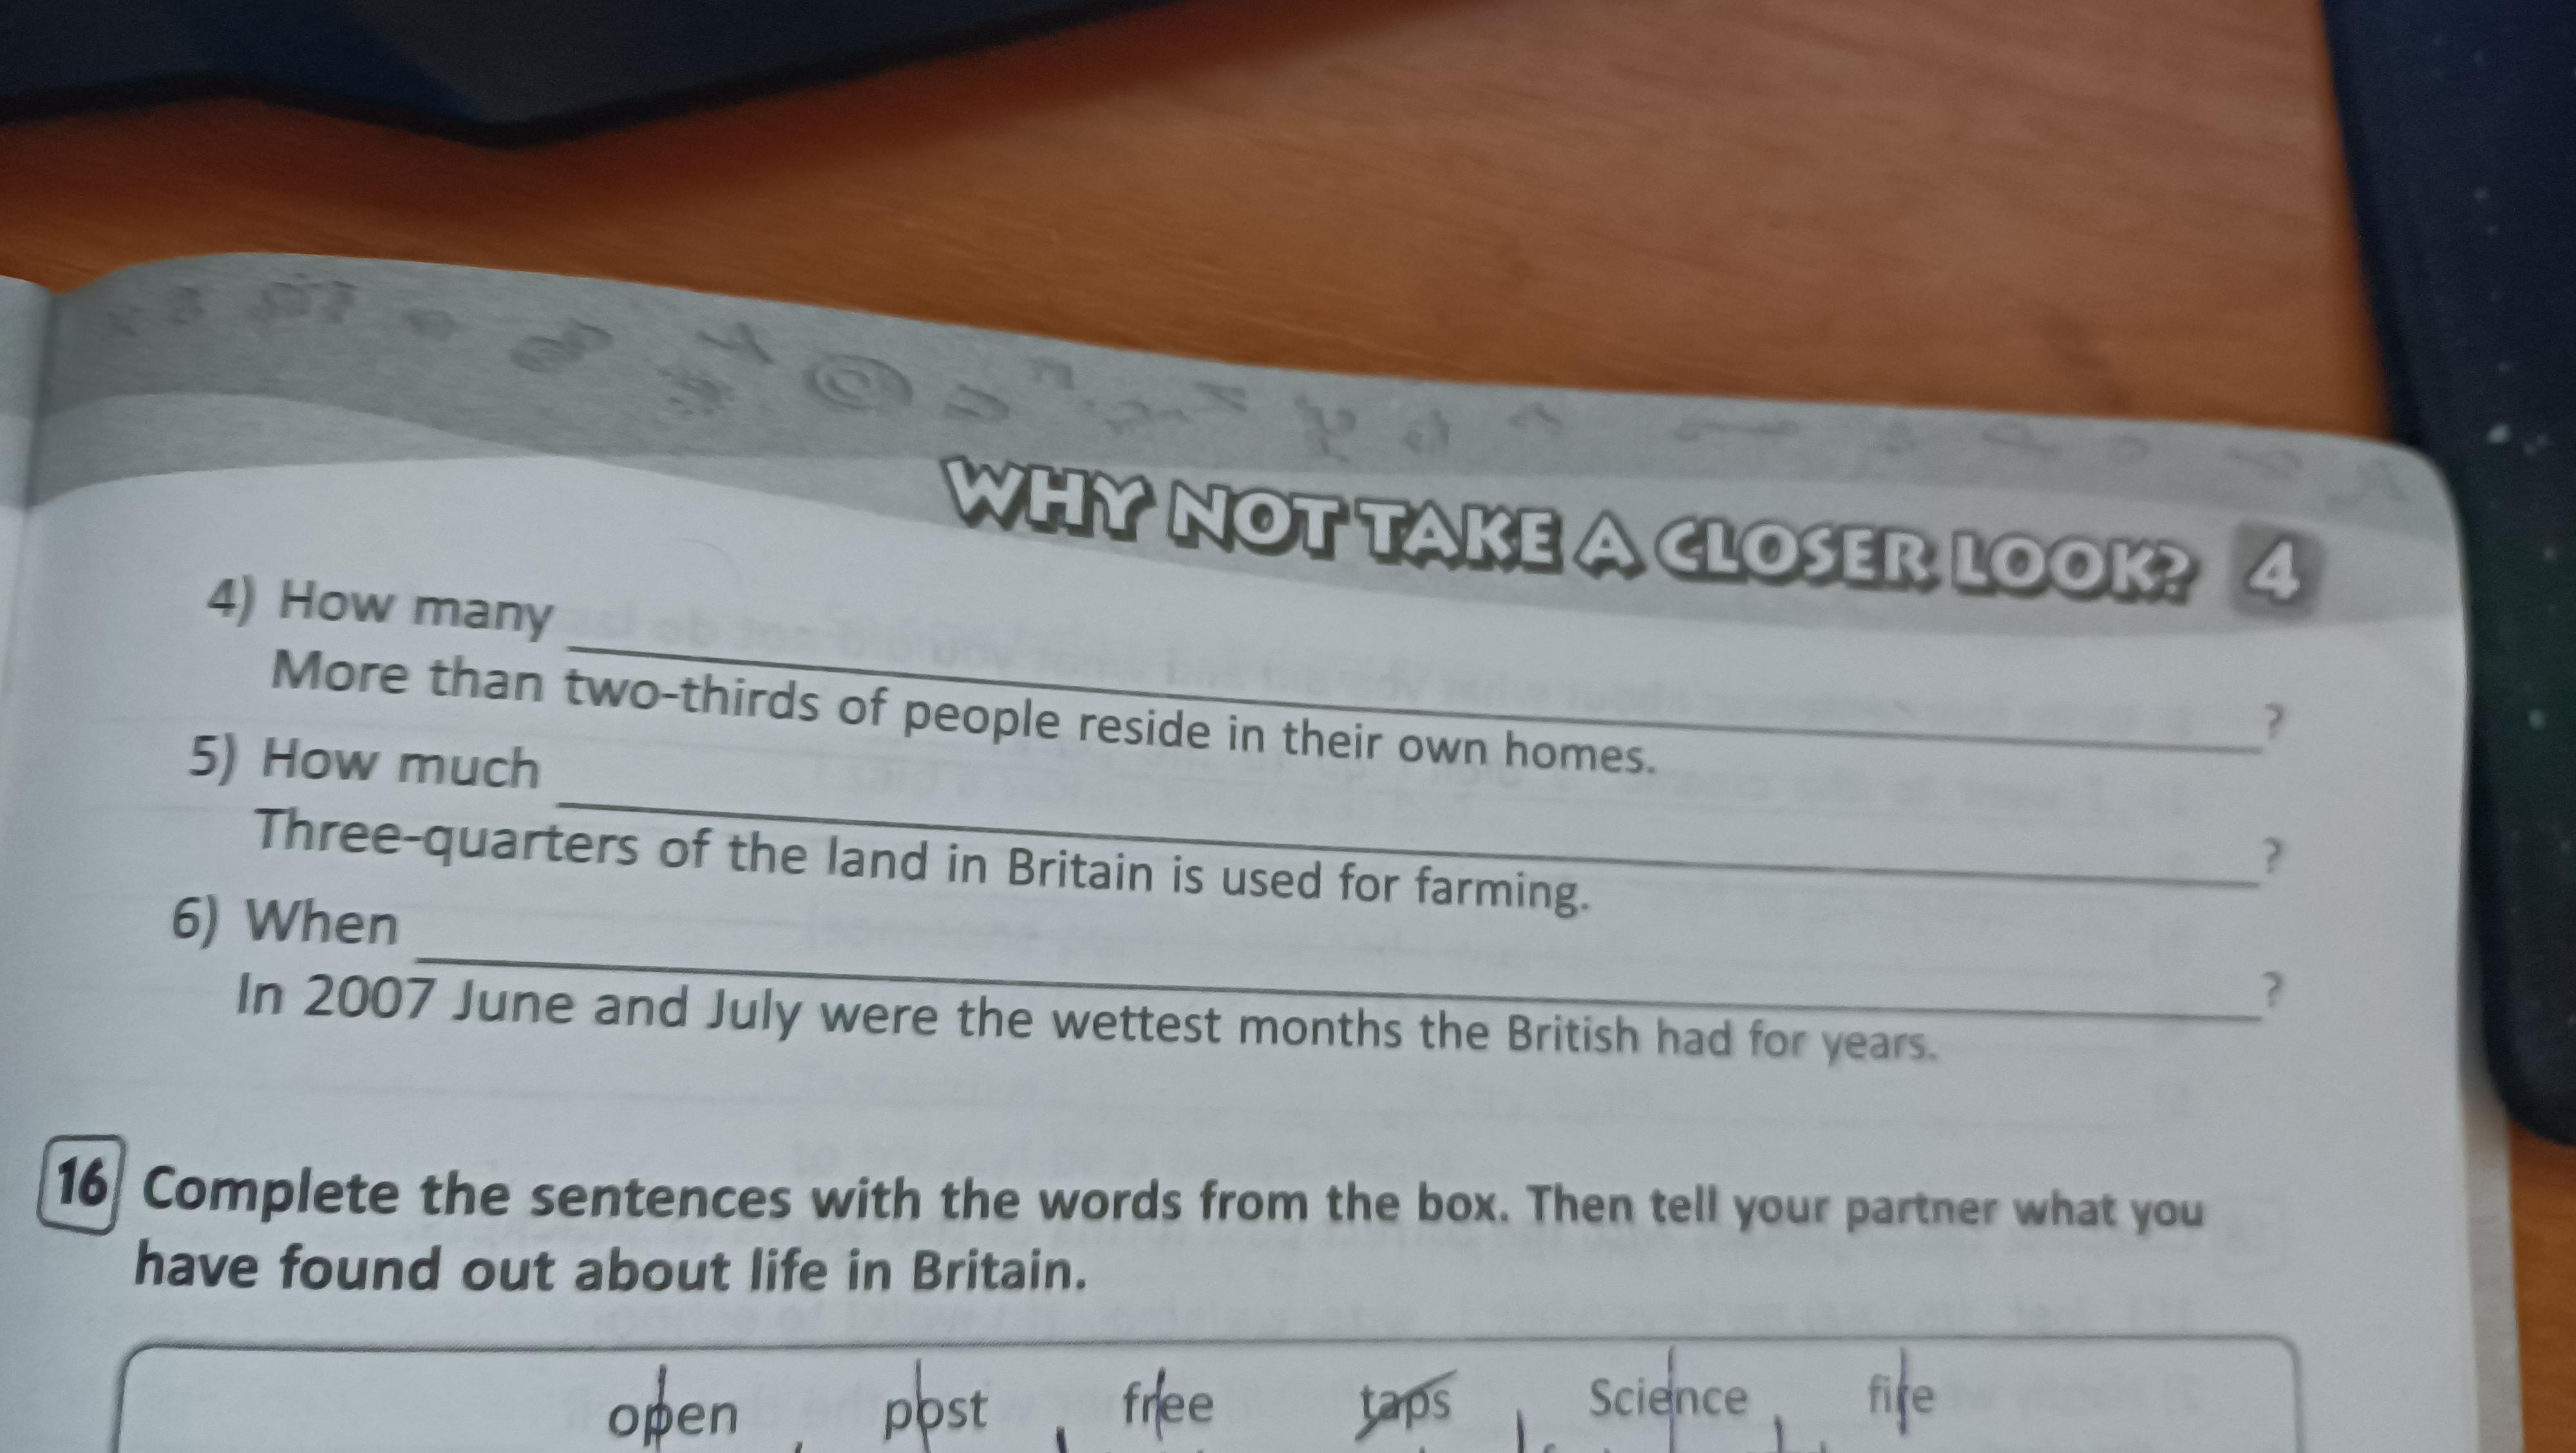 WHY NOT TAKE A CLOSER LOOK? 4
4) How many ?
More than two-thirds of people reside in their own homes.
5) How much ?
Three-quarters of the land in Britain is used for farming.
6) When ?
In 2007 June and July were the wettest months the British had for years.
16 Complete the sentences with the words from the box. Then tell your partner what you
have found out about life in Britain.
open post free taps Science fire